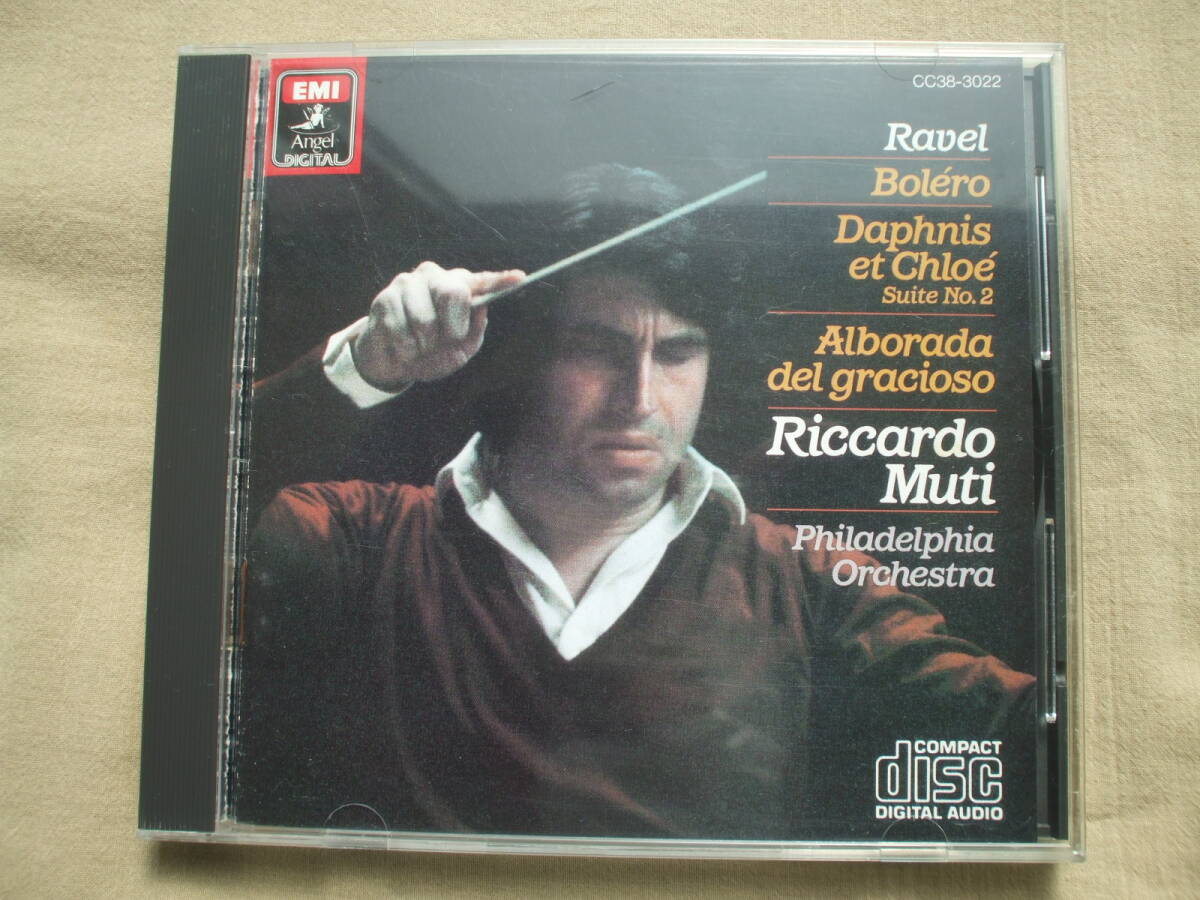 EMI
Angel
DIGITAL
CC38-3022
Ravel
Boléro
Daphnis
et Chloé
Suite No. 2
Alborada
del gracioso
Riccardo
Muti
Philadelphia
Orchestra
COMPACT
disc
DIGITAL AUDIO